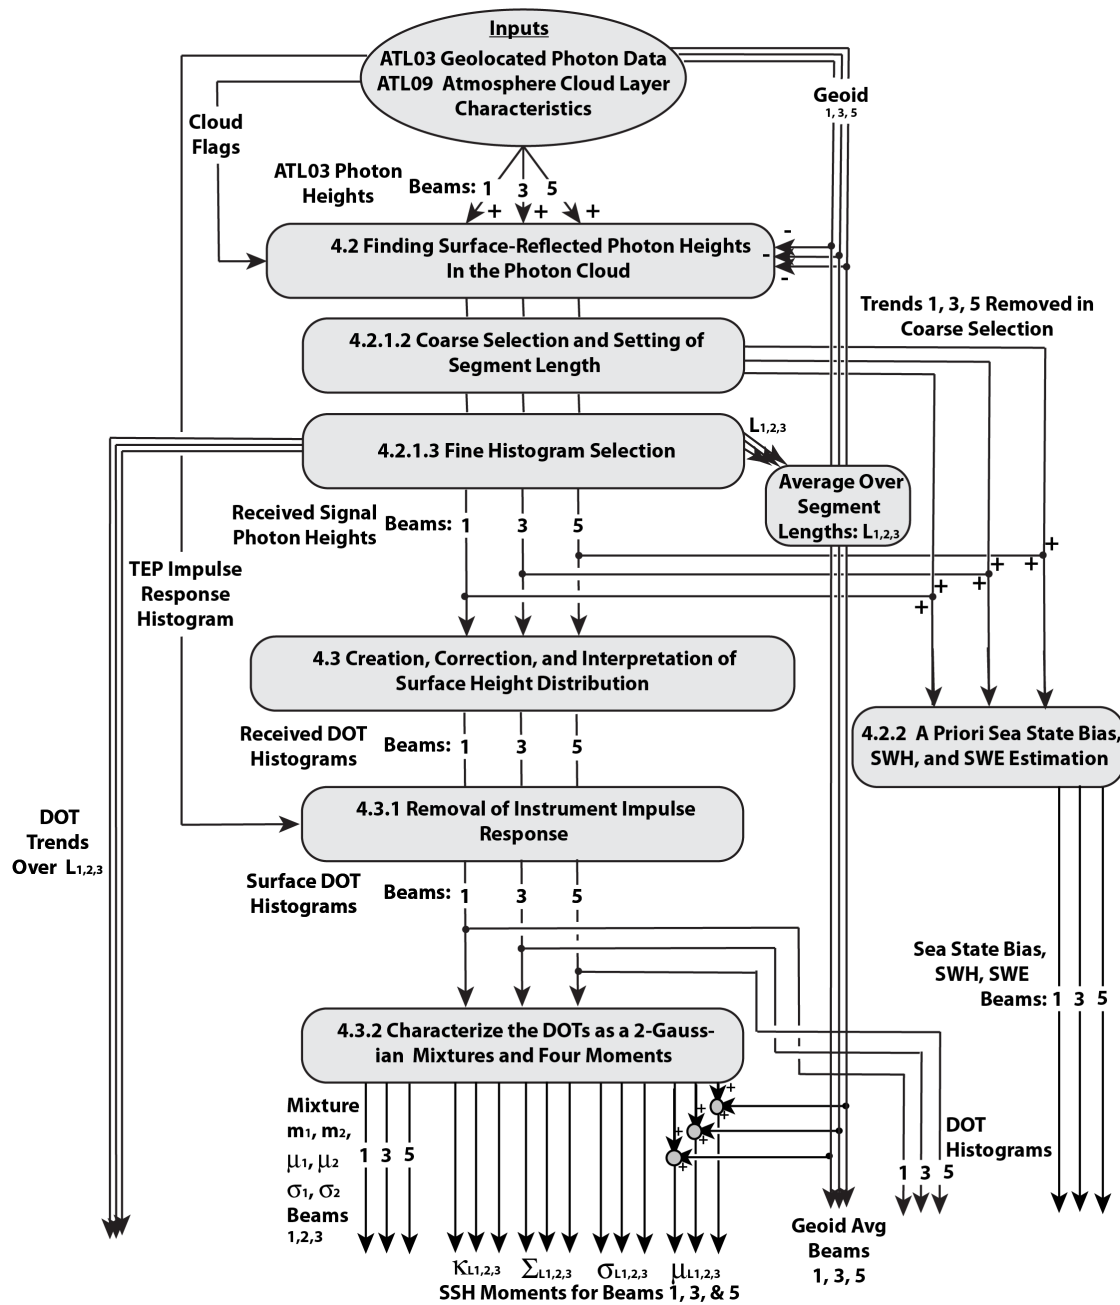 Inputs
ATL03 Geolocated Photon Data
ATL09 Atmosphere Cloud Layer
Characteristics
Geoid
1, 3, 5
Cloud
Flags
ATL03 Photon
Heights
Beams: 1 3 5
+ + +
4.2 Finding Surface-Reflected Photon Heights
In the Photon Cloud
-
-
-
Trends 1, 3, 5 Removed in
Coarse Selection
4.2.1.2 Coarse Selection and Setting of
Segment Length
4.2.1.3 Fine Histogram Selection
L1,2,3
Average Over
Segment
Lengths: L1,2,3
Received Signal
Photon Heights
Beams: 1 3 5
+
+
+
+
+
+
TEP Impulse
Response
Histogram
4.3 Creation, Correction, and Interpretation of
Surface Height Distribution
Received DOT
Histograms
Beams: 1 3 5
4.2.2 A Priori Sea State Bias,
SWH, and SWE Estimation
4.3.1 Removal of Instrument Impulse
Response
DOT
Trends
Over L1,2,3
Surface DOT
Histograms
Beams: 1 3 5
Sea State Bias,
SWH, SWE
Beams: 1 3 5
4.3.2 Characterize the DOTs as a 2-Gauss-
ian Mixtures and Four Moments
+
+
+
+
+
+
Mixture
m1, m2,
μ1, μ2
σ1, σ2
Beams
1,2,3
1 3 5
DOT
Histograms
1 3 5
Geoid Avg
Beams
1, 3, 5
κL1,2,3 ΣL1,2,3 σL1,2,3 μL1,2,3
SSH Moments for Beams 1, 3, & 5